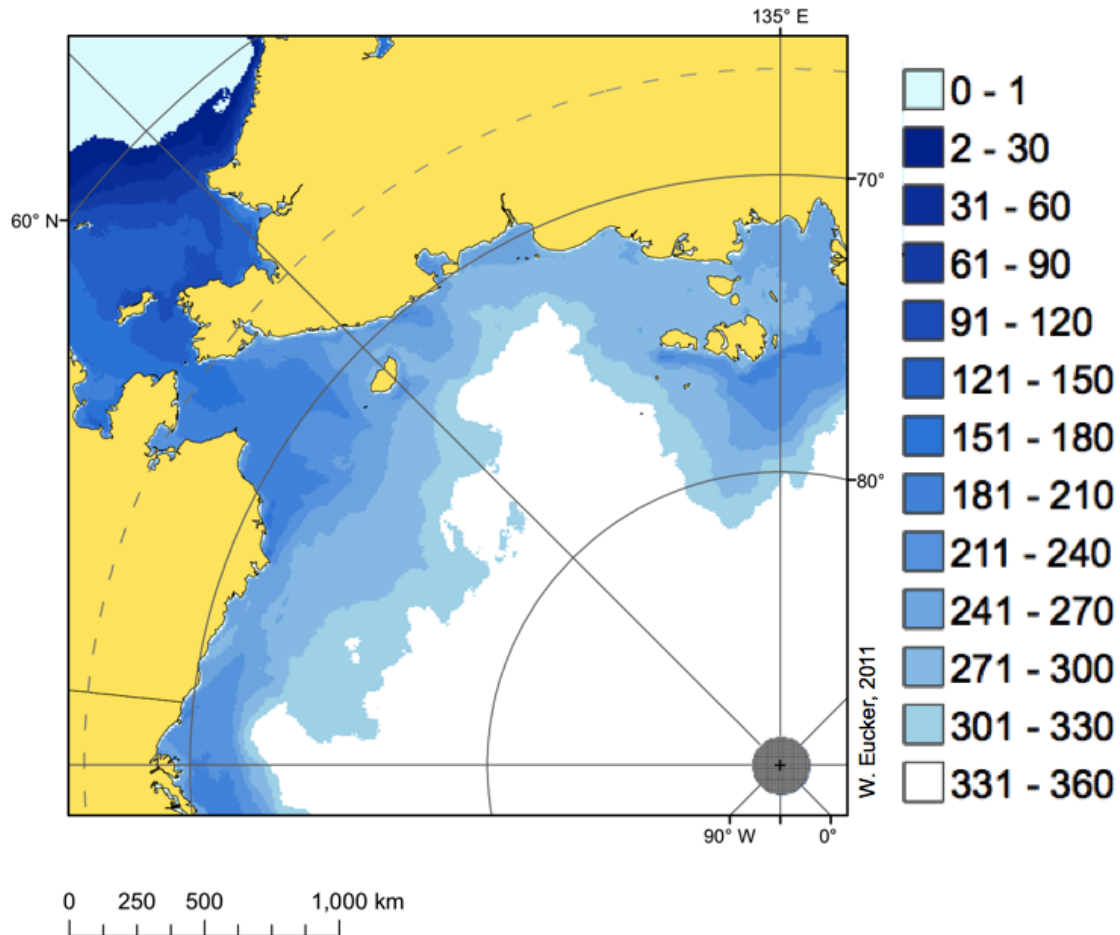 135° E
70°
60° N
80°
W. Eucker, 2011
90° W
0°
0 250 500 1,000 km
0 - 1
2 - 30
31 - 60
61 - 90
91 - 120
121 - 150
151 - 180
181 - 210
211 - 240
241 - 270
271 - 300
301 - 330
331 - 360